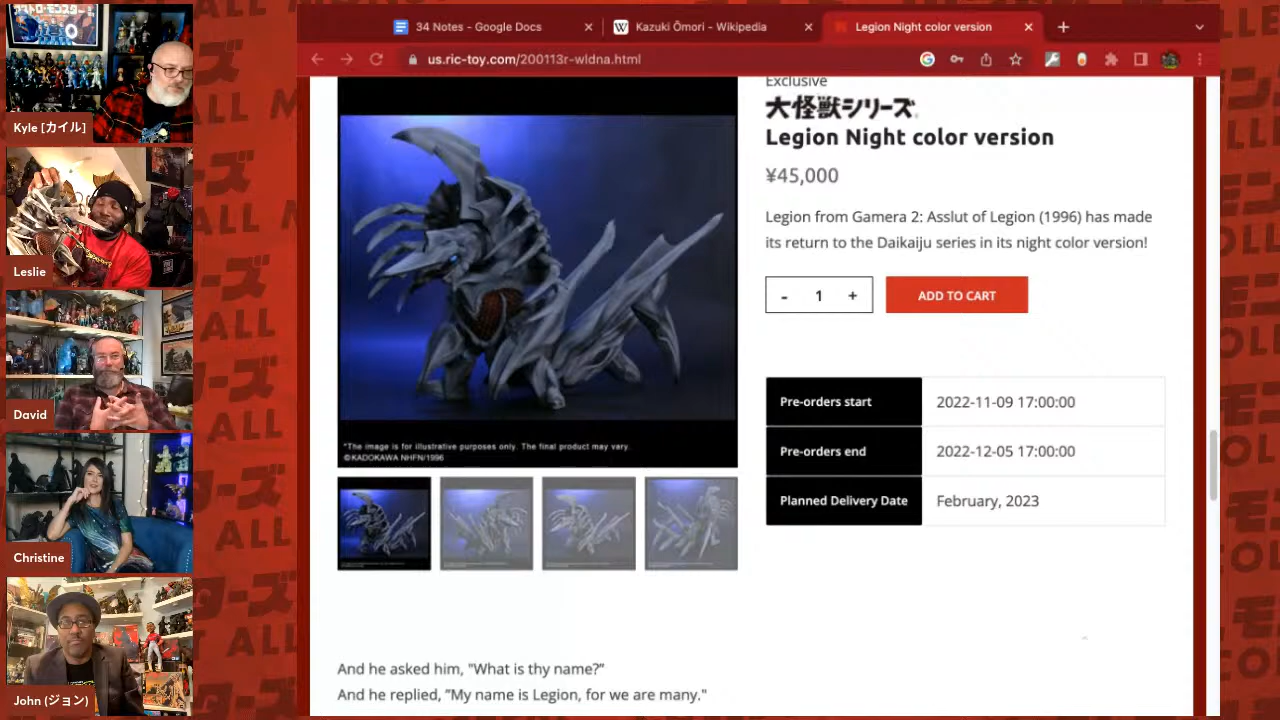 Kyle [カイル]
Leslie
David
Christine
John (ジョン)
34 Notes - Google Docs
Kazuki Ōmori - Wikipedia
Legion Night color version
us.ric-toy.com/200113r-wldna.html
Exclusive
大怪獣シリーズ
Legion Night color version
¥45,000
Legion from Gamera 2: Asslut of Legion (1996) has made
its return to the Daikaiju series in its night color version!
- 1 +
ADD TO CART
Pre-orders start 2022-11-09 17:00:00
Pre-orders end 2022-12-05 17:00:00
Planned Delivery Date February, 2023
*The image is for illustrative purposes only. The final product may vary.
©KADOKAWA NHFN/1996
And he asked him, "What is thy name?"
And he replied, "My name is Legion, for we are many."